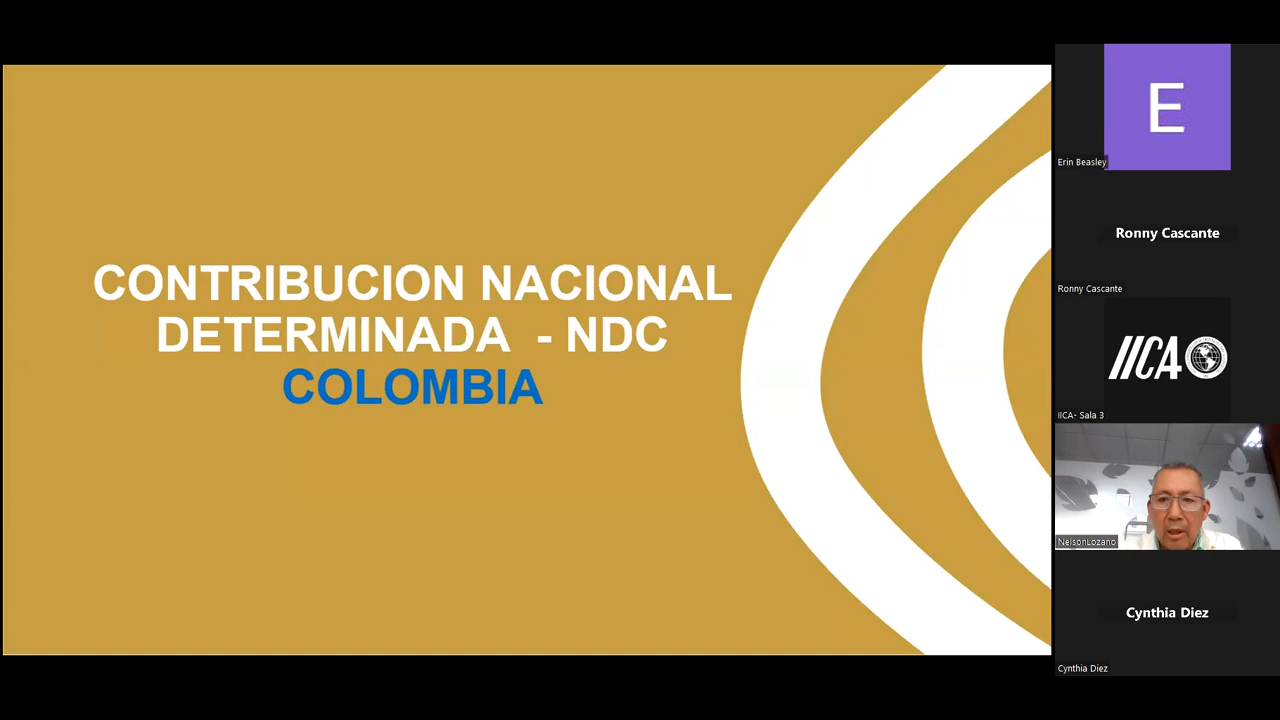 CONTRIBUCION NACIONAL
DETERMINADA - NDC
COLOMBIA
E
Erin Beasley
Ronny Cascante
Ronny Cascante
IICA
IICA- Sala 3
NelsonLozano
Cynthia Diez
Cynthia Diez